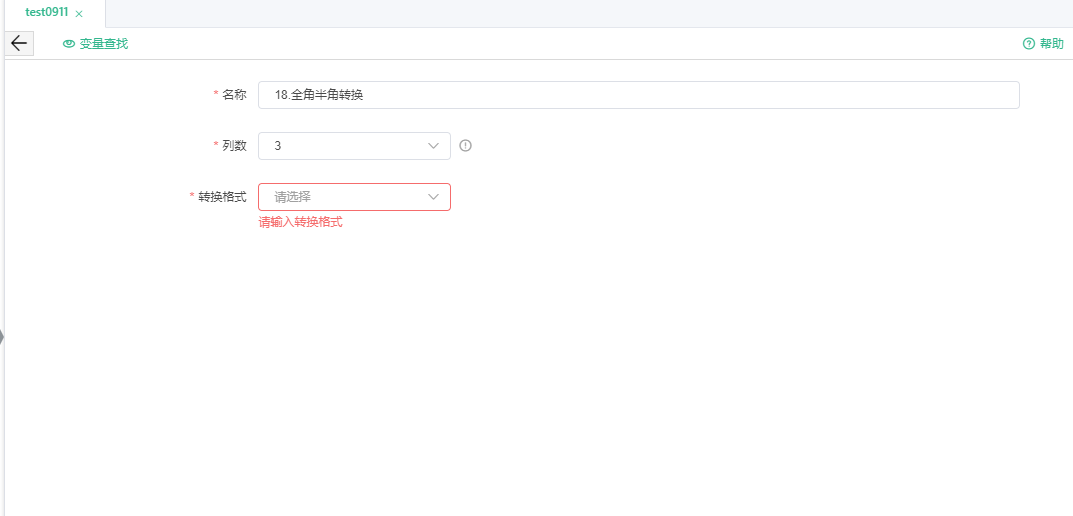 test0911
变量查找
帮助
* 名称 18.全角半角转换
* 列数 3
* 转换格式 请选择
请输入转换格式